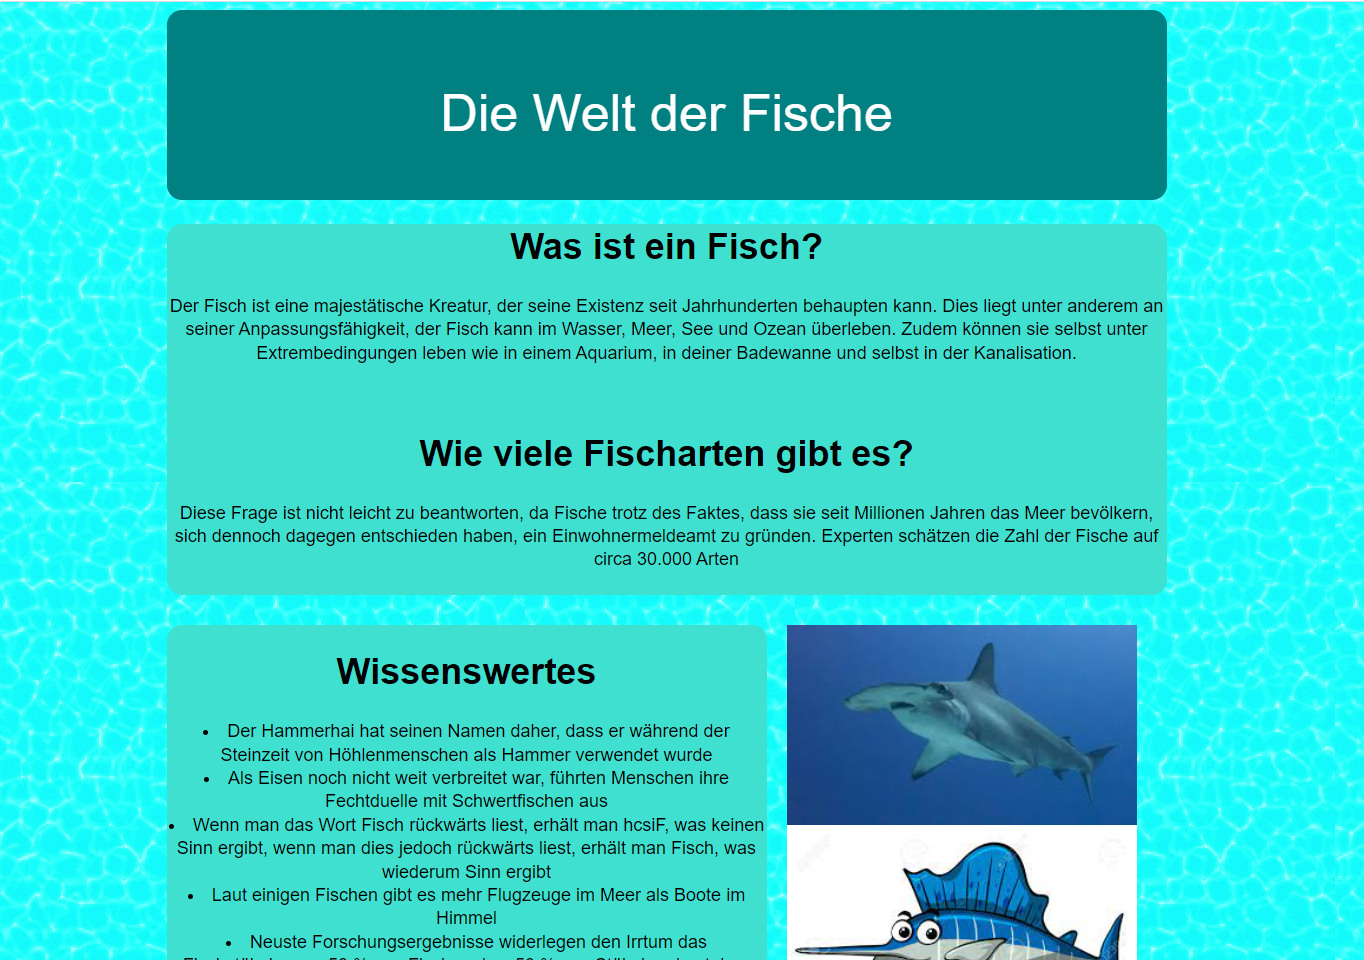 Die Welt der Fische
Was ist ein Fisch?
Der Fisch ist eine majestätische Kreatur, der seine Existenz seit Jahrhunderten behaupten kann. Dies liegt unter anderem an
seiner Anpassungsfähigkeit, der Fisch kann im Wasser, Meer, See und Ozean überleben. Zudem können sie selbst unter
Extrembedingungen leben wie in einem Aquarium, in deiner Badewanne und selbst in der Kanalisation.
Wie viele Fischarten gibt es?
Diese Frage ist nicht leicht zu beantworten, da Fische trotz des Faktes, dass sie seit Millionen Jahren das Meer bevölkern,
sich dennoch dagegen entschieden haben, ein Einwohnermeldeamt zu gründen. Experten schätzen die Zahl der Fische auf
circa 30.000 Arten
Wissenswertes
• Der Hammerhai hat seinen Namen daher, dass er während der
Steinzeit von Höhlenmenschen als Hammer verwendet wurde
• Als Eisen noch nicht weit verbreitet war, führten Menschen ihre
Fechtduelle mit Schwertfischen aus
• Wenn man das Wort Fisch rückwärts liest, erhält man hcsiF, was keinen
Sinn ergibt, wenn man dies jedoch rückwärts liest, erhält man Fisch, was
wiederum Sinn ergibt
• Laut einigen Fischen gibt es mehr Flugzeuge im Meer als Boote im
Himmel
• Neuste Forschungsergebnisse widerlegen den Irrtum das